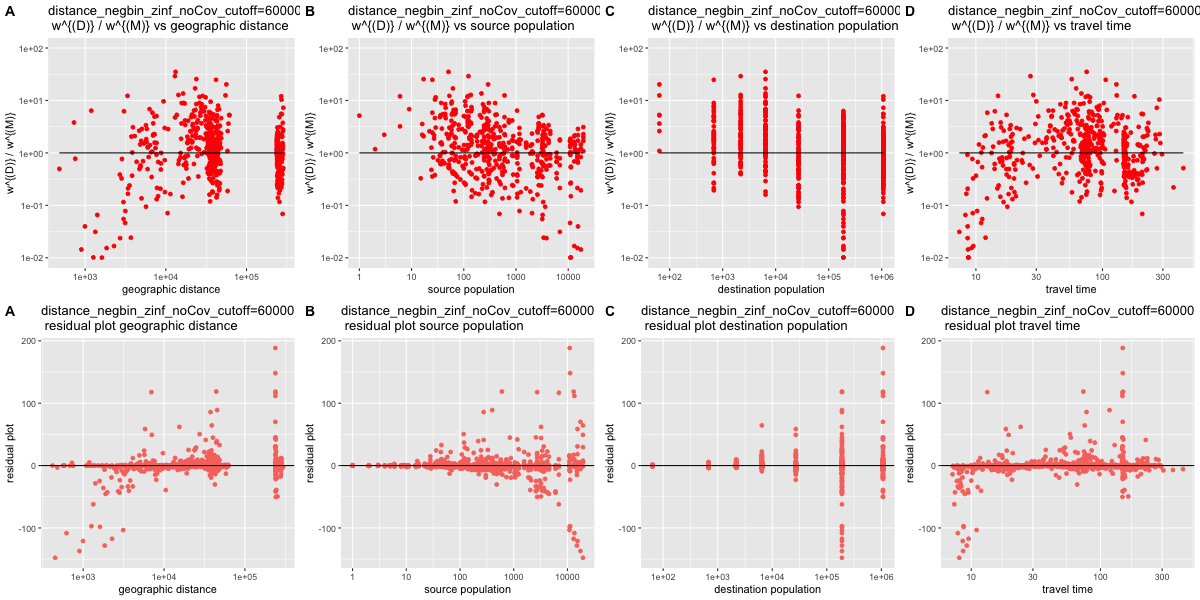 A
distance_negbin_zinf_noCov_cutoff=60000
w^{(D)} / w^{(M)} vs geographic distance
w^{(D)} / w^{(M)}
1e+02
1e+01
1e+00
1e-01
1e-02
1e+03
1e+04
1e+05
geographic distance
B
distance_negbin_zinf_noCov_cutoff=60000
w^{(D)} / w^{(M)} vs source population
w^{(D)} / w^{(M)}
1e+02
1e+01
1e+00
1e-01
1e-02
1
10
100
1000
10000
source population
C
distance_negbin_zinf_noCov_cutoff=60000
w^{(D)} / w^{(M)} vs destination population
w^{(D)} / w^{(M)}
1e+02
1e+01
1e+00
1e-01
1e-02
1e+02
1e+03
1e+04
1e+05
1e+06
destination population
D
distance_negbin_zinf_noCov_cutoff=60000
w^{(D)} / w^{(M)} vs travel time
w^{(D)} / w^{(M)}
1e+02
1e+01
1e+00
1e-01
1e-02
10
30
100
300
travel time
A
distance_negbin_zinf_noCov_cutoff=60000
residual plot geographic distance
residual plot
200
100
0
-100
1e+03
1e+04
1e+05
geographic distance
B
distance_negbin_zinf_noCov_cutoff=60000
residual plot source population
residual plot
200
100
0
-100
1
10
100
1000
10000
source population
C
distance_negbin_zinf_noCov_cutoff=60000
residual plot destination population
residual plot
200
100
0
-100
1e+02
1e+03
1e+04
1e+05
1e+06
destination population
D
distance_negbin_zinf_noCov_cutoff=60000
residual plot travel time
residual plot
200
100
0
-100
10
30
100
300
travel time